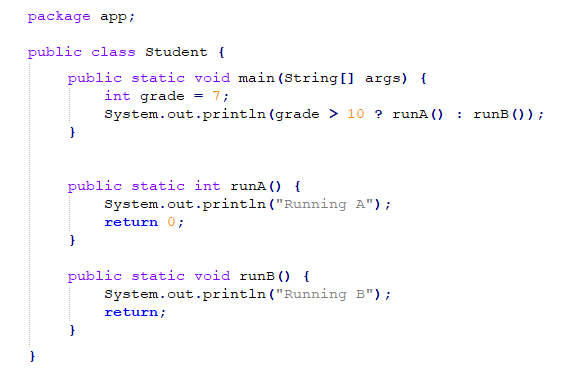 package app;
public class Student {
public static void main(String[] args) {
int grade = 7;
System.out.println(grade > 10 ? runA() : runB());
}
public static int runA() {
System.out.println("Running A");
return 0;
}
public static void runB() {
System.out.println("Running B");
return;
}
}